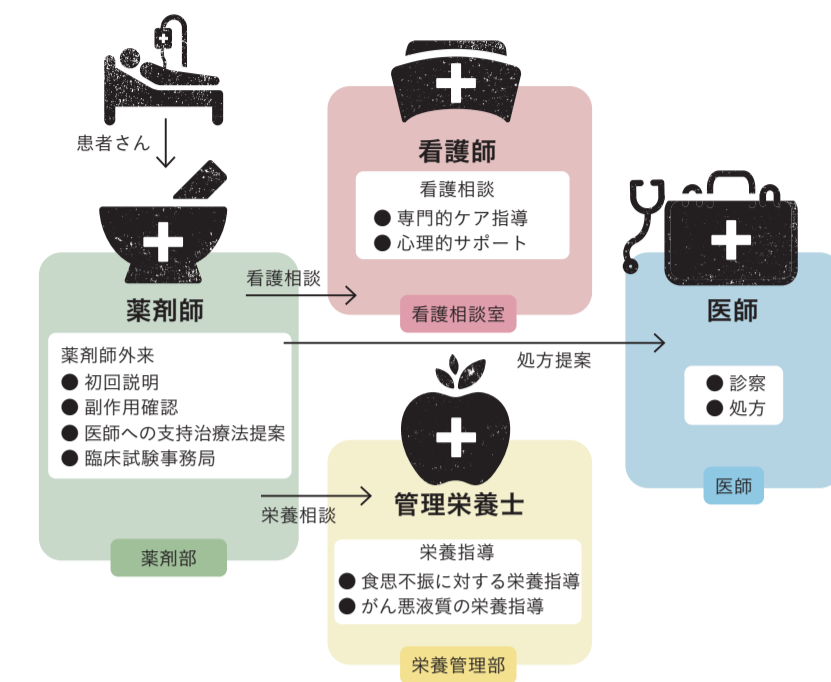 患者さん
薬剤師
薬剤師外来
● 初回説明
● 副作用確認
● 医師への支持治療法提案
● 臨床試験事務局
薬剤部
看護相談
看護師
看護相談
● 専門的ケア指導
● 心理的サポート
看護相談室
処方提案
医師
● 診察
● 処方
医師
栄養相談
管理栄養士
栄養指導
● 食思不振に対する栄養指導
● がん悪液質の栄養指導
栄養管理部